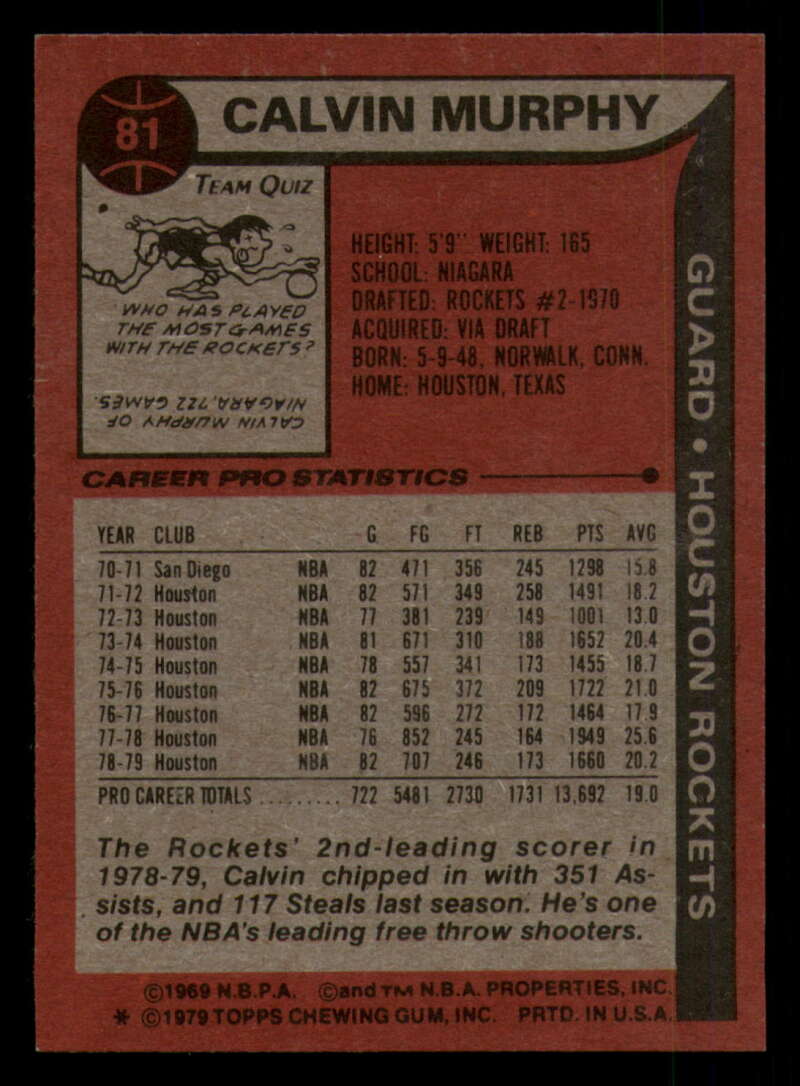 81
CALVIN MURPHY
TEAM QUIZ
WHO HAS PLAYED
THE MOST GAMES
WITH THE ROCKETS?
CALVIN MURPHY OF
NIAGARA, 722 GAMES.
HEIGHT: 5'9" WEIGHT: 165
SCHOOL: NIAGARA
DRAFTED: ROCKETS #2-1970
ACQUIRED: VIA DRAFT
BORN: 5-9-48, NORWALK, CONN.
HOME: HOUSTON, TEXAS
GUARD • HOUSTON ROCKETS
CAREER PRO STATISTICS
YEAR CLUB G FG FT REB PTS AVG
70-71 San Diego NBA 82 471 356 245 1298 15.8
71-72 Houston NBA 82 571 349 258 1491 18.2
72-73 Houston NBA 77 381 239 149 1001 13.0
73-74 Houston NBA 81 671 310 188 1652 20.4
74-75 Houston NBA 78 557 341 173 1455 18.7
75-76 Houston NBA 82 675 372 209 1722 21.0
76-77 Houston NBA 82 596 272 172 1464 17.9
77-78 Houston NBA 76 852 245 164 1949 25.6
78-79 Houston NBA 82 707 246 173 1660 20.2
PRO CAREER TOTALS ......... 722 5481 2730 1731 13,692 19.0
The Rockets' 2nd-leading scorer in
1978-79, Calvin chipped in with 351 As-
sists, and 117 Steals last season. He's one
of the NBA's leading free throw shooters.
©1969 N.B.P.A. ©and TM N.B.A. PROPERTIES, INC.
* ©1979 TOPPS CHEWING GUM, INC. PRTD. IN U.S.A.